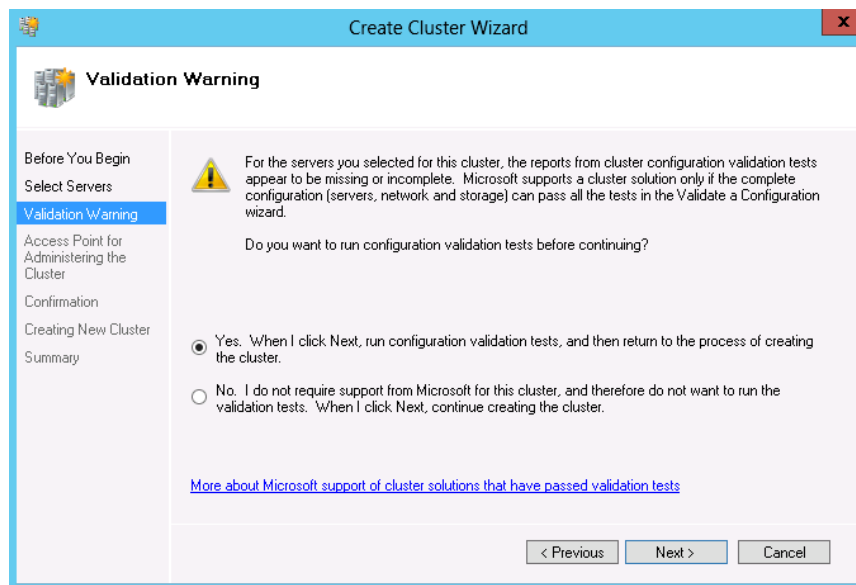 Create Cluster Wizard
x
Validation Warning
Before You Begin
Select Servers
Validation Warning
Access Point for
Administering the
Cluster
Confirmation
Creating New Cluster
Summary
For the servers you selected for this cluster, the reports from cluster configuration validation tests
appear to be missing or incomplete.  Microsoft supports a cluster solution only if the complete
configuration (servers, network and storage) can pass all the tests in the Validate a Configuration
wizard.
Do you want to run configuration validation tests before continuing?
Yes.  When I click Next, run configuration validation tests, and then return to the process of creating
the cluster.
No.  I do not require support from Microsoft for this cluster, and therefore do not want to run the
validation tests.  When I click Next, continue creating the cluster.
More about Microsoft support of cluster solutions that have passed validation tests
< Previous
Next >
Cancel